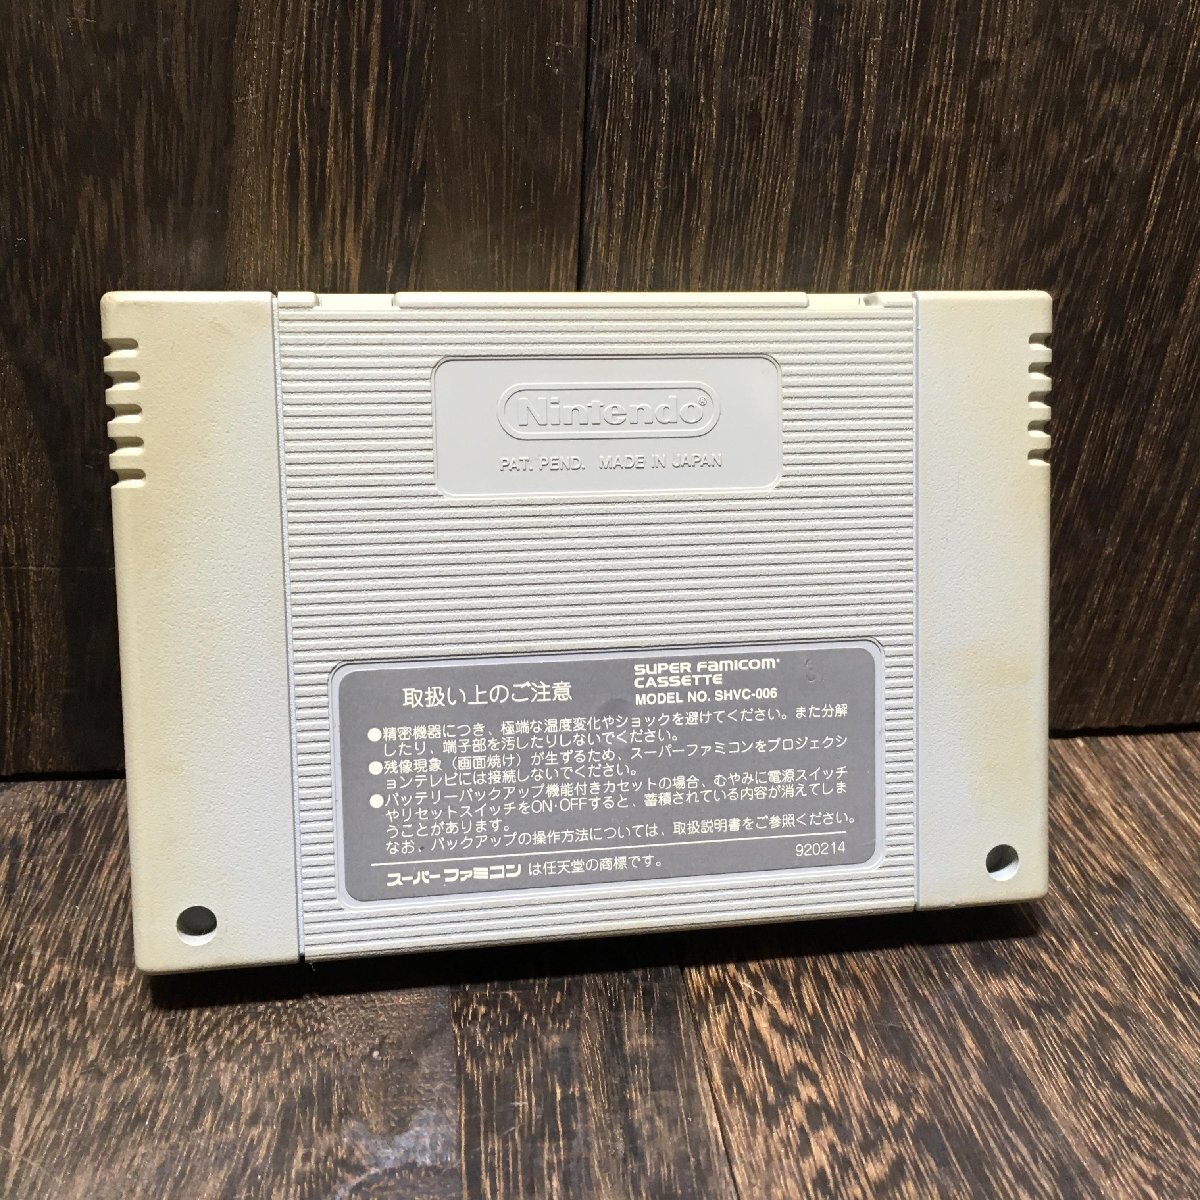 Nintendo®
PAT. PEND. MADE IN JAPAN
取扱い上のご注意
SUPER Famicom
CASSETTE
MODEL NO. SHVC-006
●精密機器につき、極端な温度変化やショックを避けてください。また分解
したり、端子部を汚したりしないでください。
●残像現象（画面焼け）が生ずるため、スーパーファミコンをプロジェクシ
ョンテレビには接続しないでください。
●バッテリーバックアップ機能付きカセットの場合、むやみに電源スイッチ
やリセットスイッチをON·OFFすると、蓄積されている内容が消えてしま
うことがあります。
なお、バックアップの操作方法については、取扱説明書をご参照ください。
スーパーファミコン は任天堂の商標です。
920214